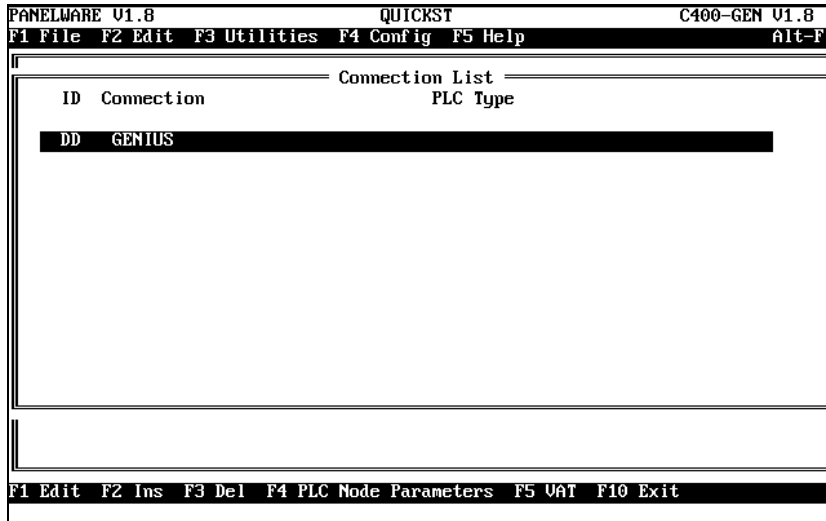 PANELWARE V1.8 QUICKST C400-GEN V1.8
F1 File F2 Edit F3 Utilities F4 Config F5 Help Alt-F
Connection List
ID Connection PLC Type
DD GENIUS
F1 Edit F2 Ins F3 Del F4 PLC Node Parameters F5 VAT F10 Exit